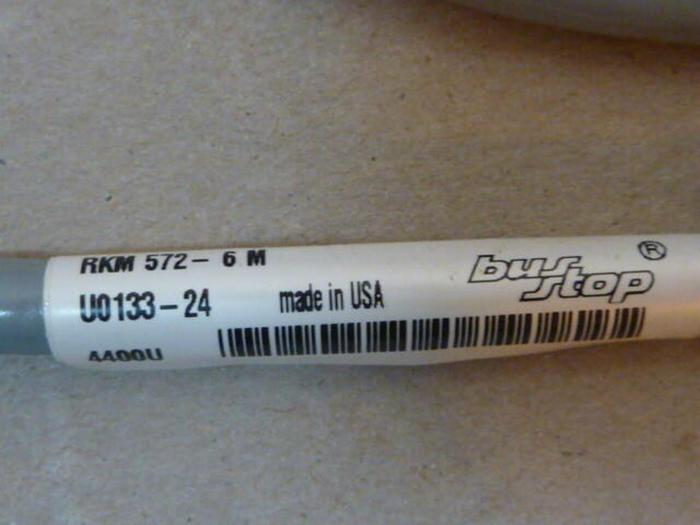 RKM 572- 6 M
bus stop ®
U0133-24 made in USA
4400U